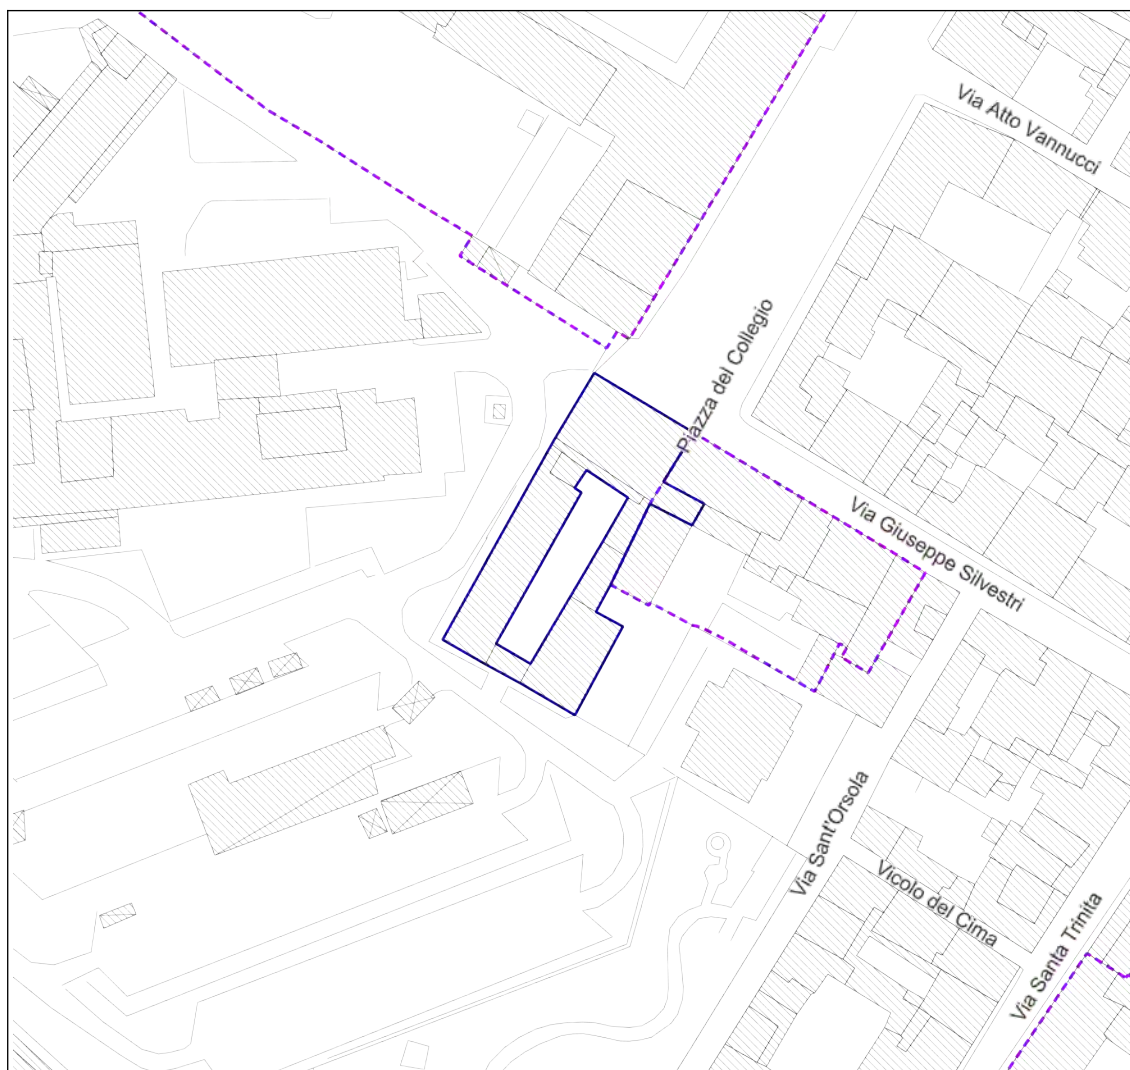 Via Atto Vannucci
Piazza del Collegio
Via Giuseppe Silvestri
Via Sant'Orsola
Vicolo del Cima
Via Santa Trinita